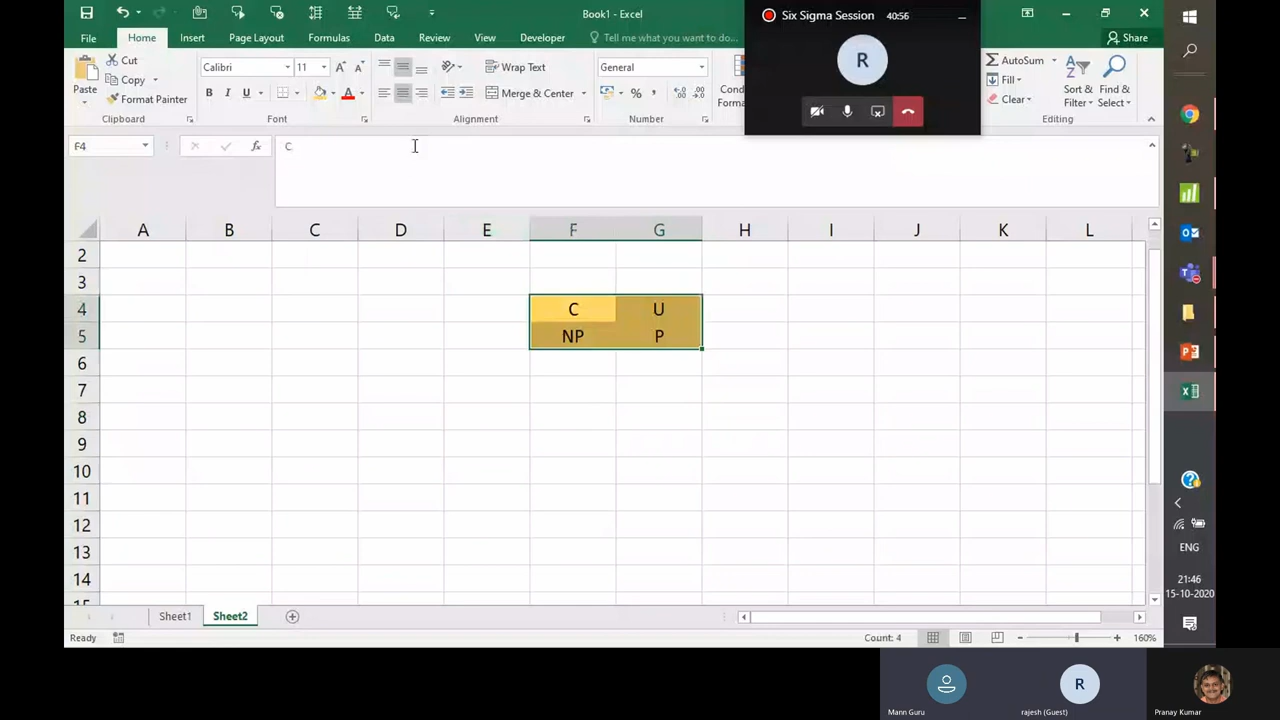 Book1 - Excel
Six Sigma Session 40:56
File Home Insert Page Layout Formulas Data Review View Developer Tell me what you want to do... Share
Cut
Copy
Format Painter
Paste
Clipboard
Calibri 11
B I U
Font
Wrap Text
Merge & Center
Alignment
General
Number
Cond
Forma
AutoSum
Fill
Clear
Sort & Filter
Find & Select
Editing
R
F4 fx C
A B C D E F G H I J K L
2
3
4 C U
5 NP P
6
7
8
9
10
11
12
13
14
15
Sheet1 Sheet2
Ready Count: 4 160%
ENG
21:46
15-10-2020
Mann Guru
R
rajesh (Guest)
Pranay Kumar